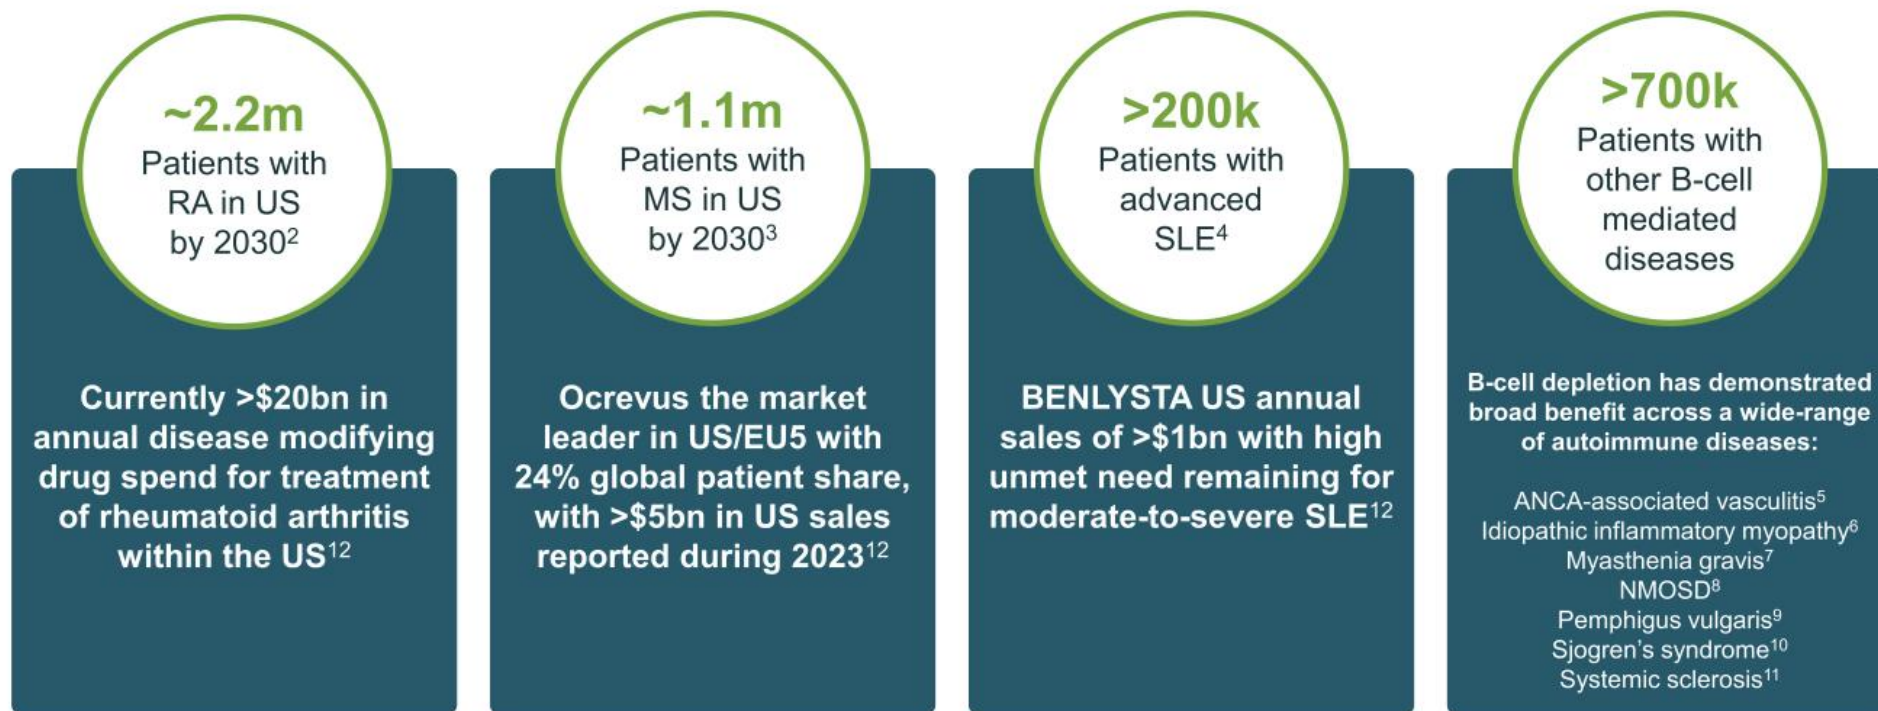 ~2.2m
Patients with
RA in US
by 2030²
Currently >$20bn in
annual disease modifying
drug spend for treatment
of rheumatoid arthritis
within the US¹²
~1.1m
Patients with
MS in US
by 2030³
Ocrevus the market
leader in US/EU5 with
24% global patient share,
with >$5bn in US sales
reported during 2023¹²
>200k
Patients with
advanced
SLE⁴
BENLYSTA US annual
sales of >$1bn with high
unmet need remaining for
moderate-to-severe SLE¹²
>700k
Patients with
other B-cell
mediated
diseases
B-cell depletion has demonstrated
broad benefit across a wide-range
of autoimmune diseases:
ANCA-associated vasculitis⁵
Idiopathic inflammatory myopathy⁶
Myasthenia gravis⁷
NMOSD⁸
Pemphigus vulgaris⁹
Sjogren’s syndrome¹⁰
Systemic sclerosis¹¹